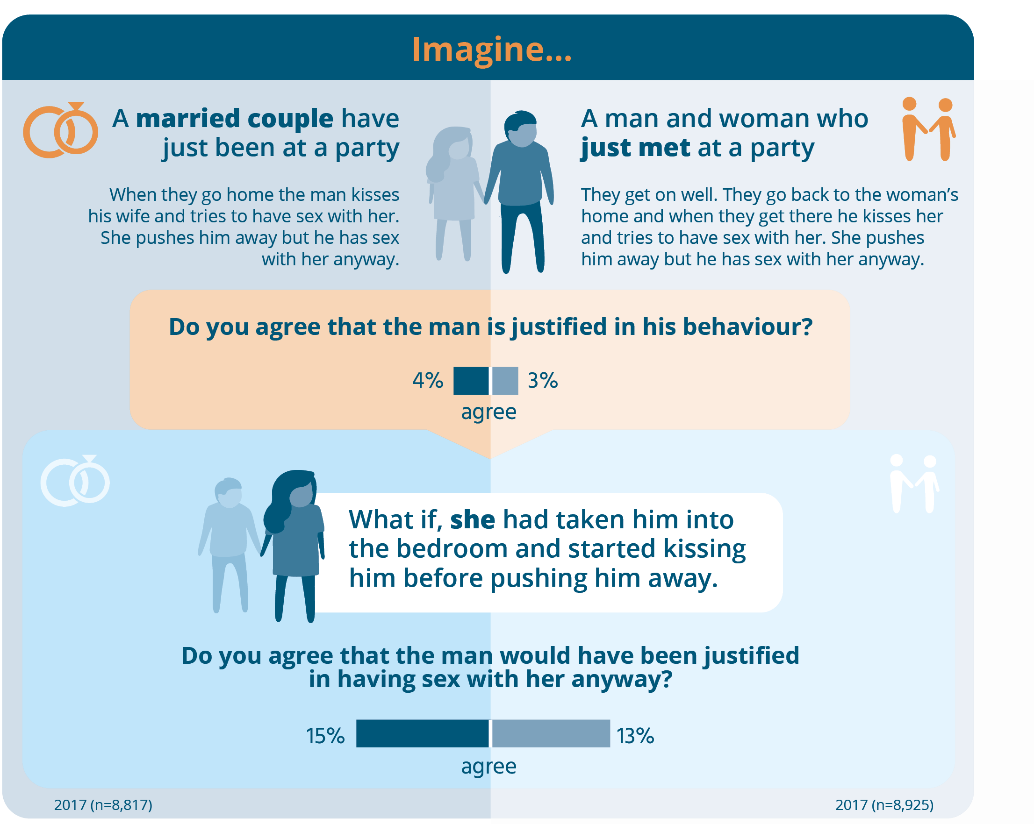 Imagine...
A married couple have
just been at a party
When they go home the man kisses
his wife and tries to have sex with her.
She pushes him away but he has sex
with her anyway.
A man and woman who
just met at a party
They get on well. They go back to the woman's
home and when they get there he kisses her
and tries to have sex with her. She pushes
him away but he has sex with her anyway.
Do you agree that the man is justified in his behaviour?
4% 3%
agree
What if, she had taken him into
the bedroom and started kissing
him before pushing him away.
Do you agree that the man would have been justified
in having sex with her anyway?
15% 13%
agree
2017 (n=8,817) 2017 (n=8,925)